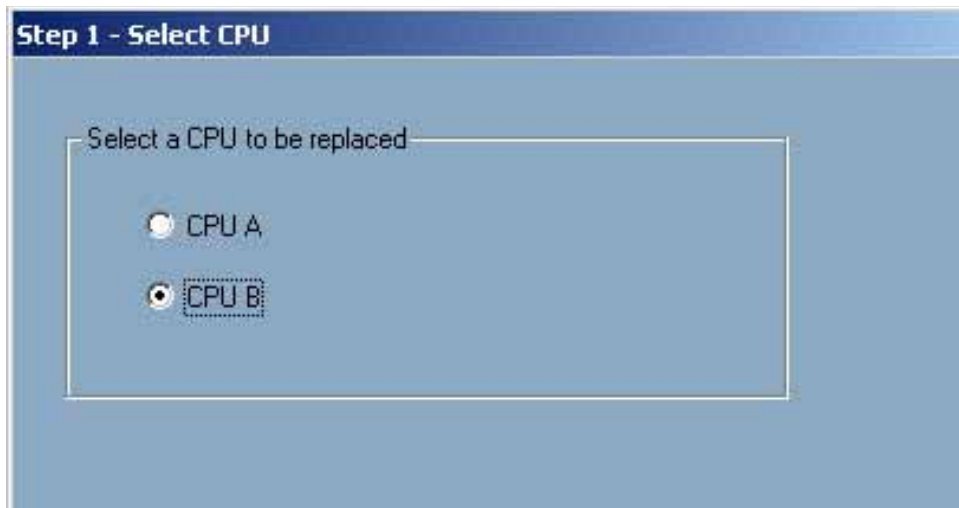 Step 1 - Select CPU
Select a CPU to be replaced
CPU A
CPU B